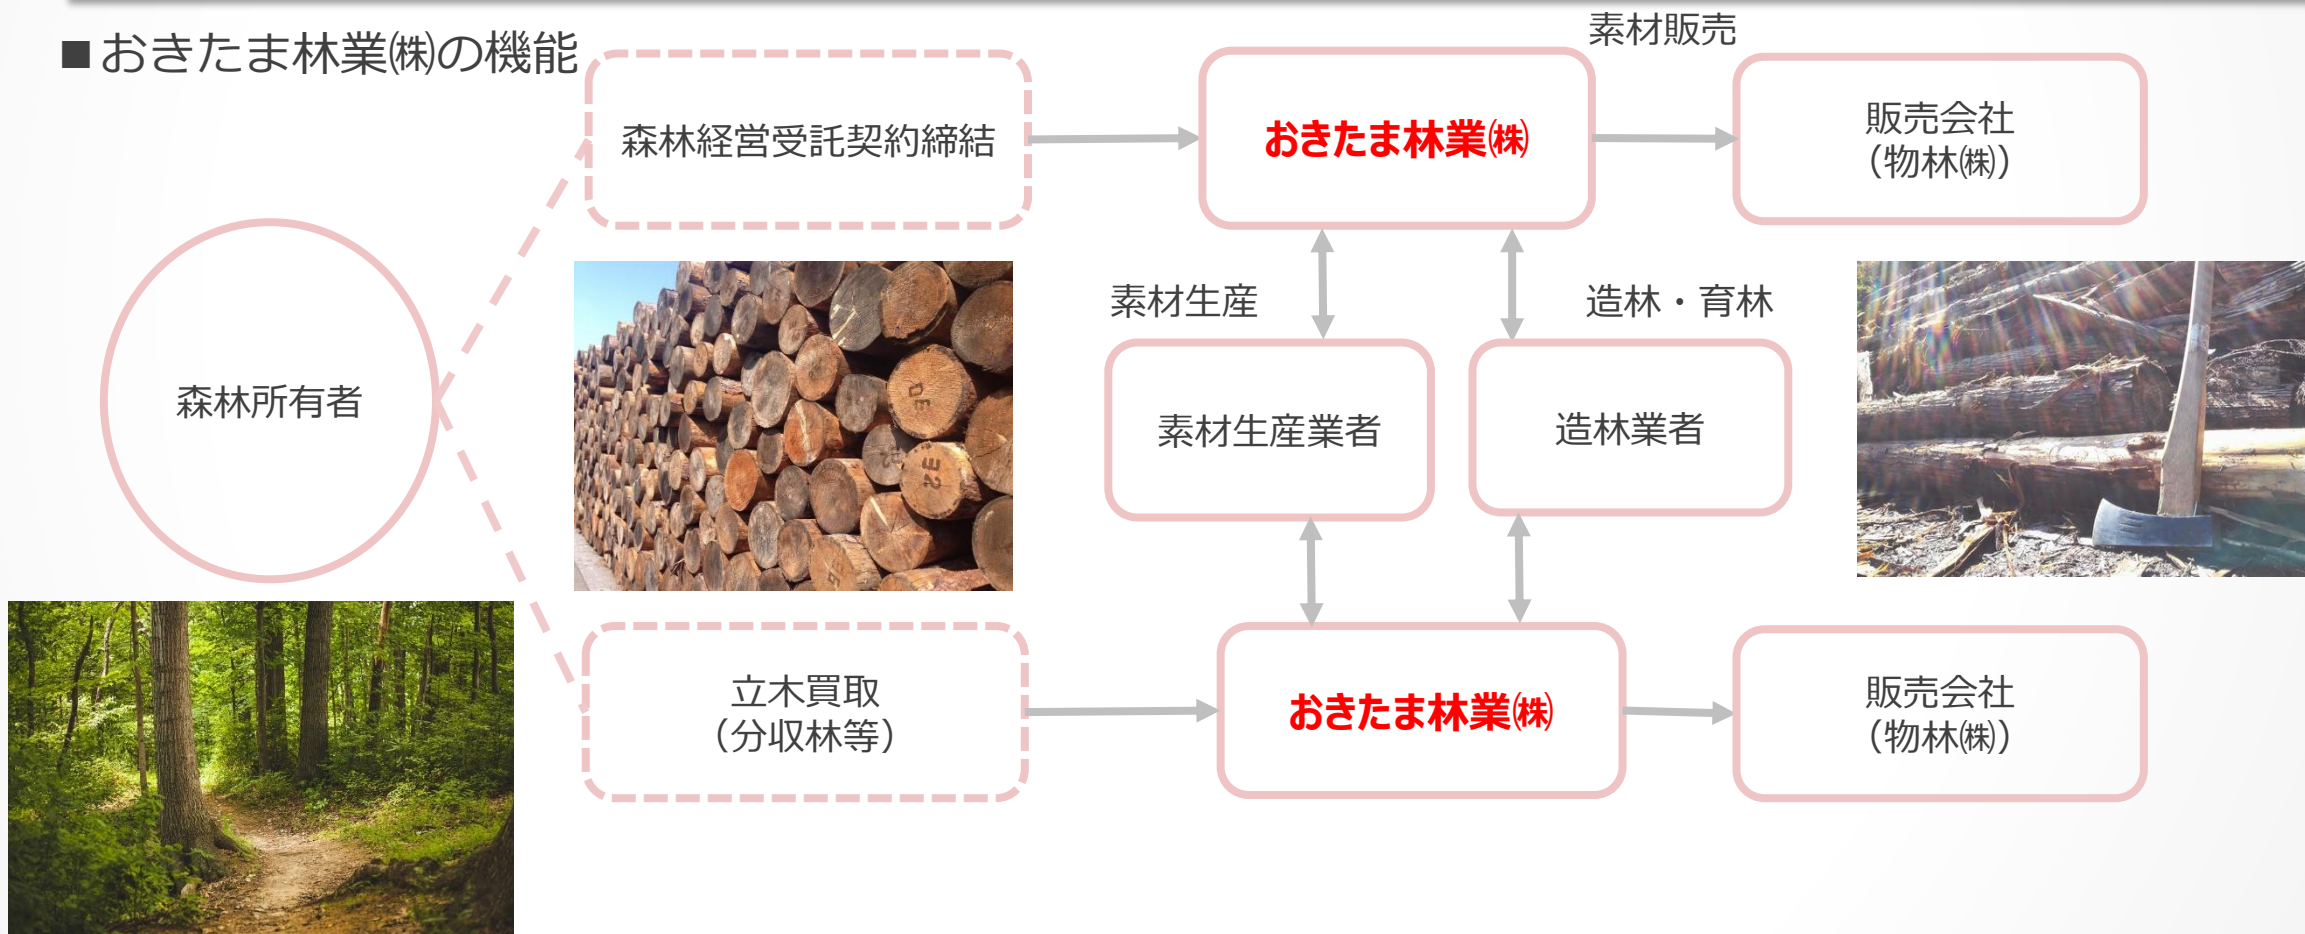 ■おきたま林業㈱の機能
素材販売
森林経営受託契約締結
おきたま林業㈱
販売会社
（物林㈱）
素材生産
造林・育林
森林所有者
素材生産業者
造林業者
立木買取
（分収林等）
おきたま林業㈱
販売会社
（物林㈱）
32